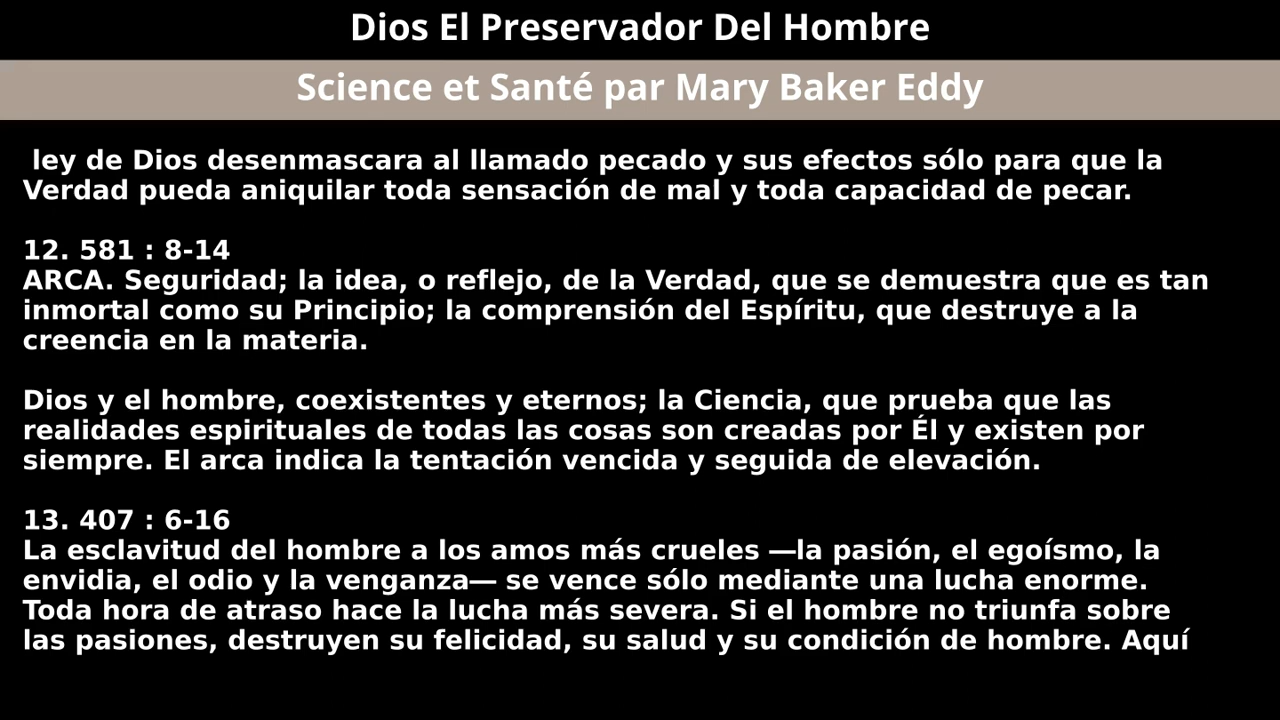 Dios El Preservador Del Hombre
Science et Santé par Mary Baker Eddy
ley de Dios desenmascara al llamado pecado y sus efectos sólo para que la
Verdad pueda aniquilar toda sensación de mal y toda capacidad de pecar.
12. 581 : 8-14
ARCA. Seguridad; la idea, o reflejo, de la Verdad, que se demuestra que es tan
inmortal como su Principio; la comprensión del Espíritu, que destruye a la
creencia en la materia.
Dios y el hombre, coexistentes y eternos; la Ciencia, que prueba que las
realidades espirituales de todas las cosas son creadas por Él y existen por
siempre. El arca indica la tentación vencida y seguida de elevación.
13. 407 : 6-16
La esclavitud del hombre a los amos más crueles —la pasión, el egoísmo, la
envidia, el odio y la venganza— se vence sólo mediante una lucha enorme.
Toda hora de atraso hace la lucha más severa. Si el hombre no triunfa sobre
las pasiones, destruyen su felicidad, su salud y su condición de hombre. Aquí